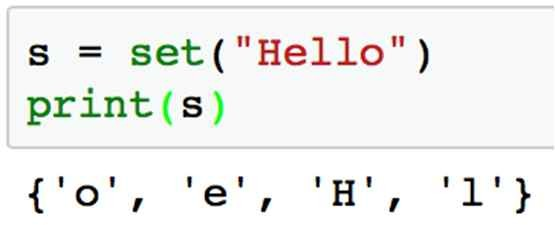 s = set("Hello")
print(s)
{'o', 'e', 'H', 'l'}